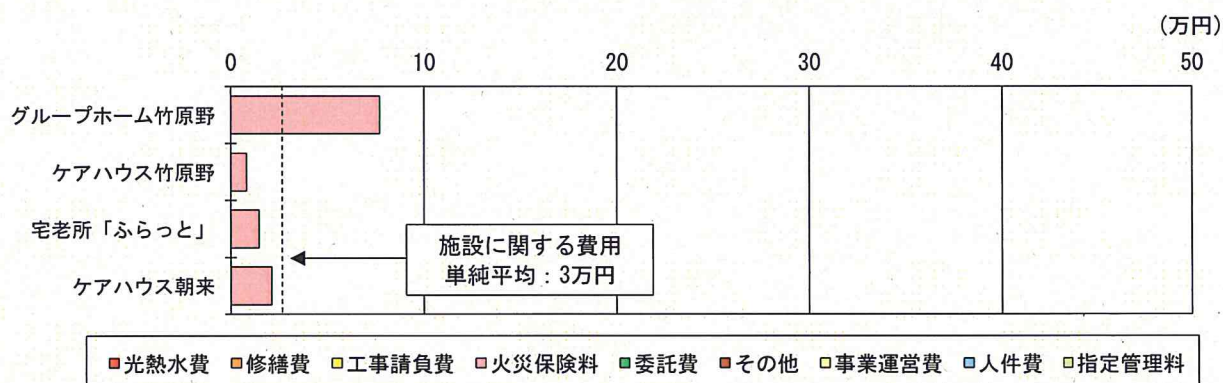 (万円)
0 10 20 30 40 50
グループホーム竹原野
ケアハウス竹原野
宅老所「ふらっと」
ケアハウス朝来
施設に関する費用
単純平均：3万円
光熱水費 修繕費 工事請負費 火災保険料 委託費 その他 事業運営費 人件費 指定管理料